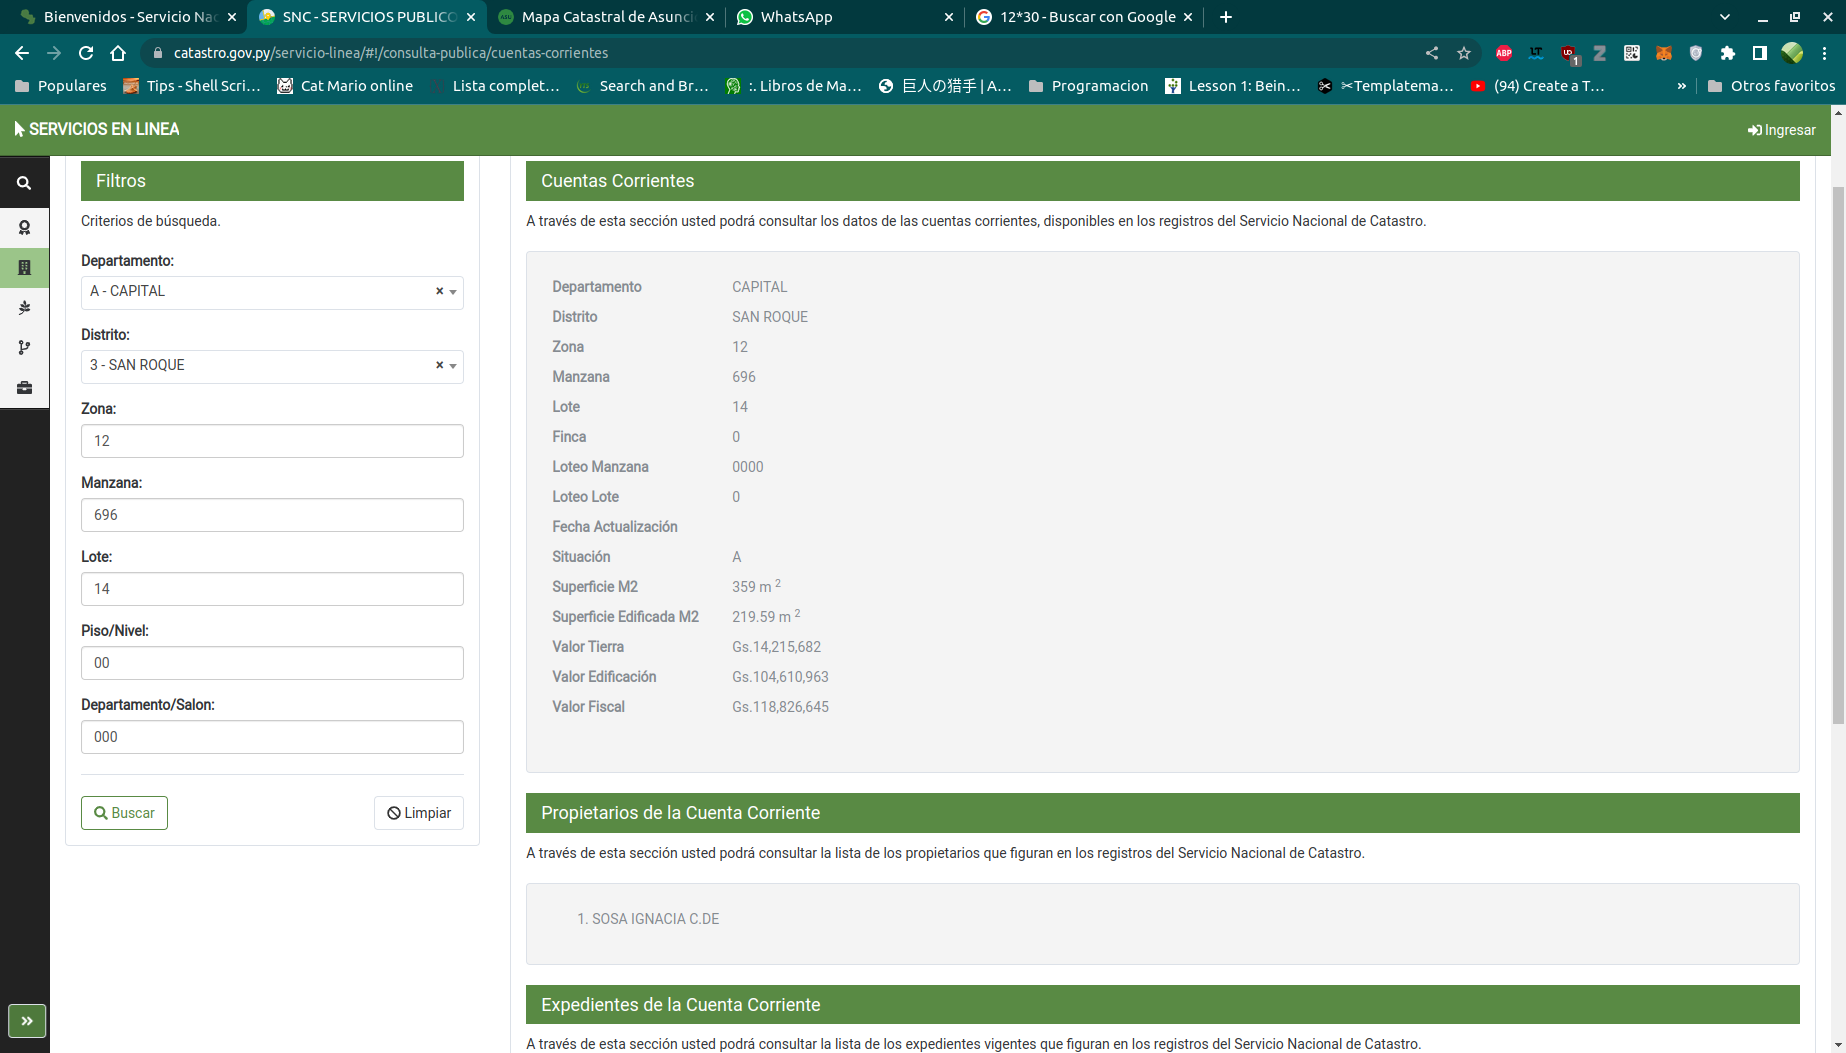 Bienvenidos - Servicio Nac
SNC - SERVICIOS PUBLICO
Mapa Catastral de Asunci
WhatsApp
12*30 - Buscar con Google
catastro.gov.py/servicio-linea/#!/consulta-publica/cuentas-corrientes
ABP
LT
1
Populares
Tips - Shell Scri...
Cat Mario online
Lista complet...
Search and Br...
:. Libros de Ma...
巨人の猎手 | A...
Programacion
Lesson 1: Bein...
✂Templatema...
(94) Create a T...
»
Otros favoritos
SERVICIOS EN LINEA
Ingresar
Filtros
Criterios de búsqueda.
Departamento:
A - CAPITAL
Distrito:
3 - SAN ROQUE
Zona:
12
Manzana:
696
Lote:
14
Piso/Nivel:
00
Departamento/Salon:
000
Buscar
Limpiar
Cuentas Corrientes
A través de esta sección usted podrá consultar los datos de las cuentas corrientes, disponibles en los registros del Servicio Nacional de Catastro.
Departamento CAPITAL
Distrito SAN ROQUE
Zona 12
Manzana 696
Lote 14
Finca 0
Loteo Manzana 0000
Loteo Lote 0
Fecha Actualización
Situación A
Superficie M2 359 m 2
Superficie Edificada M2 219.59 m 2
Valor Tierra Gs.14,215,682
Valor Edificación Gs.104,610,963
Valor Fiscal Gs.118,826,645
Propietarios de la Cuenta Corriente
A través de esta sección usted podrá consultar la lista de los propietarios que figuran en los registros del Servicio Nacional de Catastro.
1. SOSA IGNACIA C.DE
Expedientes de la Cuenta Corriente
A través de esta sección usted podrá consultar la lista de los expedientes vigentes que figuran en los registros del Servicio Nacional de Catastro.